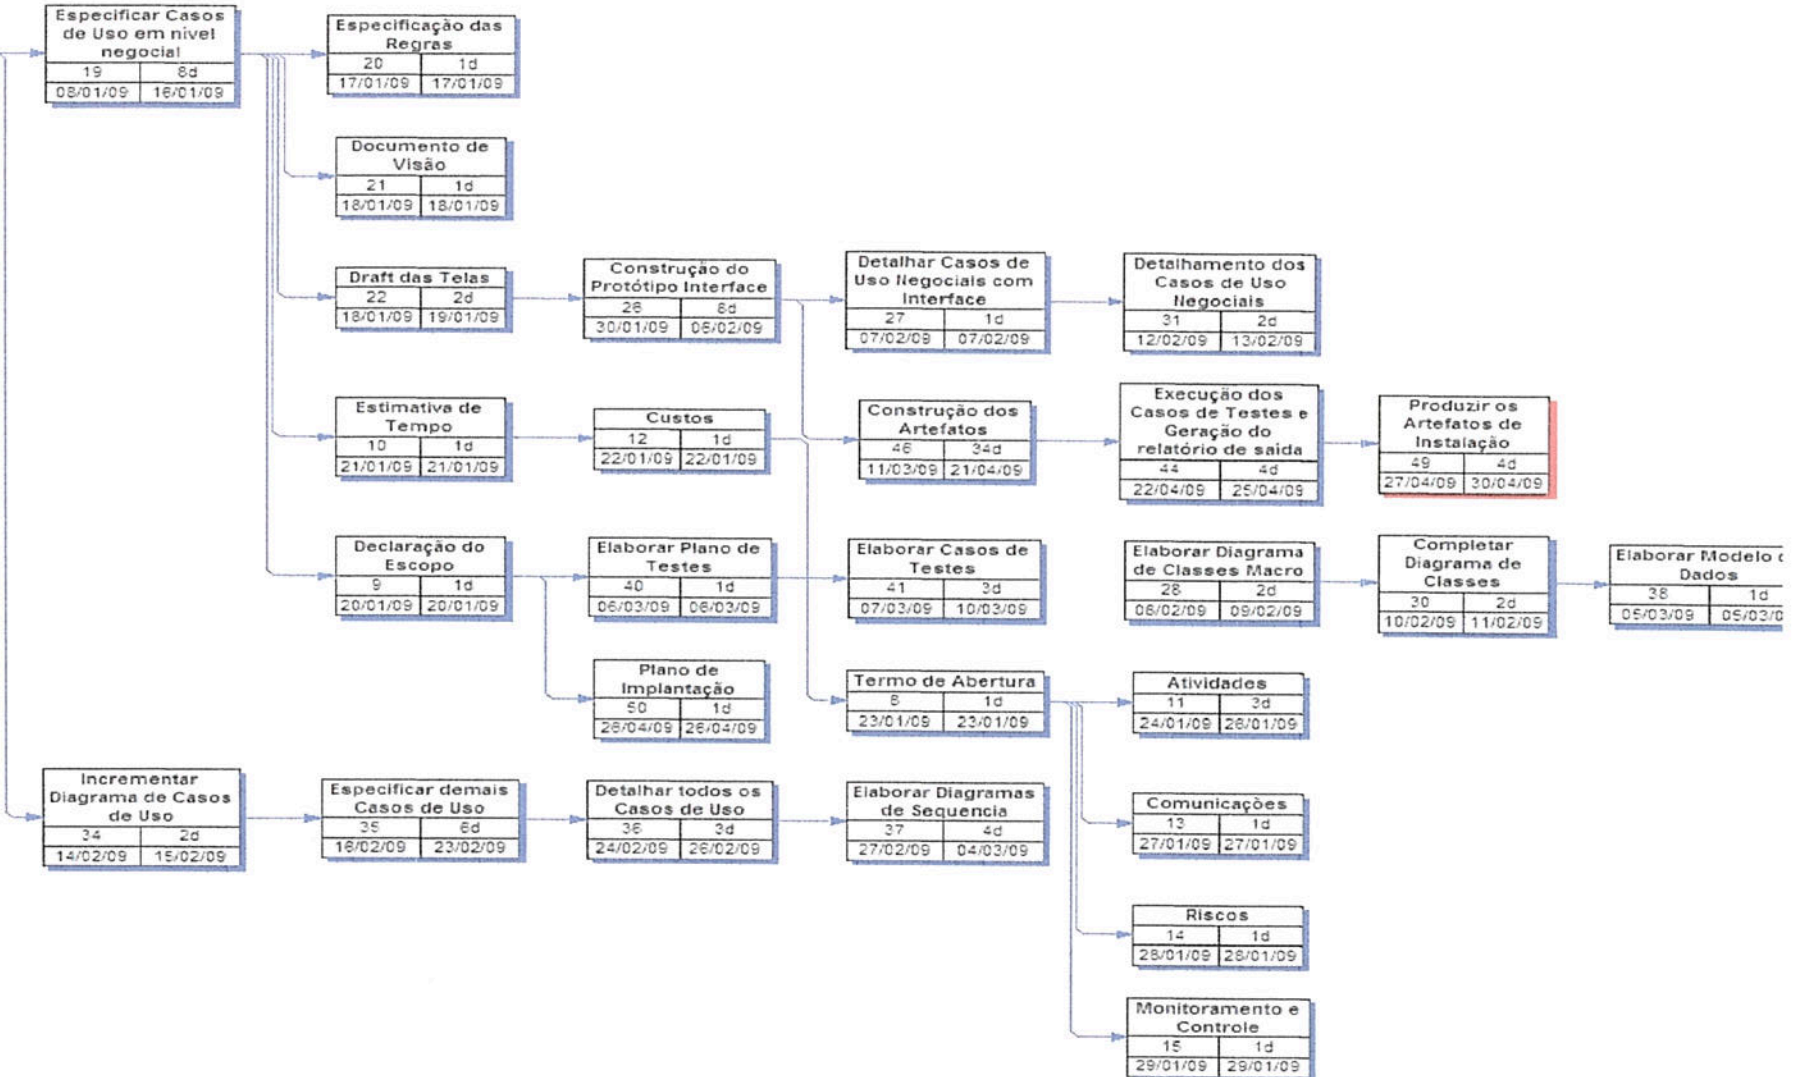 Especificar Casos
de Uso em nivel
negocial
19 8d
08/01/09 16/01/09
Especificação das
Regras
20 1d
17/01/09 17/01/09
Documento de
Visão
21 1d
18/01/09 18/01/09
Draft das Telas
22 2d
18/01/09 19/01/09
Construção do
Protótipo Interface
26 8d
30/01/09 06/02/09
Detalhar Casos de
Uso Negociais com
Interface
27 1d
07/02/09 07/02/09
Detalhamento dos
Casos de Uso
Negociais
31 2d
12/02/09 13/02/09
Estimativa de
Tempo
10 1d
21/01/09 21/01/09
Custos
12 1d
22/01/09 22/01/09
Construção dos
Artefatos
46 34d
11/03/09 21/04/09
Execução dos
Casos de Testes e
Geração do
relatório de saida
44 4d
22/04/09 25/04/09
Produzir os
Artefatos de
Instalação
49 4d
27/04/09 30/04/09
Declaração do
Escopo
9 1d
20/01/09 20/01/09
Elaborar Plano de
Testes
40 1d
06/03/09 06/03/09
Elaborar Casos de
Testes
41 3d
07/03/09 10/03/09
Elaborar Diagrama
de Classes Macro
28 2d
08/02/09 09/02/09
Completar
Diagrama de
Classes
30 2d
10/02/09 11/02/09
Elaborar Modelo
Dados
38 1d
05/03/09 05/03/0
Plano de
Implantação
50 1d
26/04/09 26/04/09
Termo de Abertura
8 1d
23/01/09 23/01/09
Atividades
11 3d
24/01/09 26/01/09
Incrementar
Diagrama de Casos
de Uso
34 2d
14/02/09 15/02/09
Especificar demais
Casos de Uso
35 6d
16/02/09 23/02/09
Detalhar todos os
Casos de Uso
36 3d
24/02/09 26/02/09
Elaborar Diagramas
de Sequencia
37 4d
27/02/09 04/03/09
Comunicações
13 1d
27/01/09 27/01/09
Riscos
14 1d
28/01/09 28/01/09
Monitoramento e
Controle
15 1d
29/01/09 29/01/09